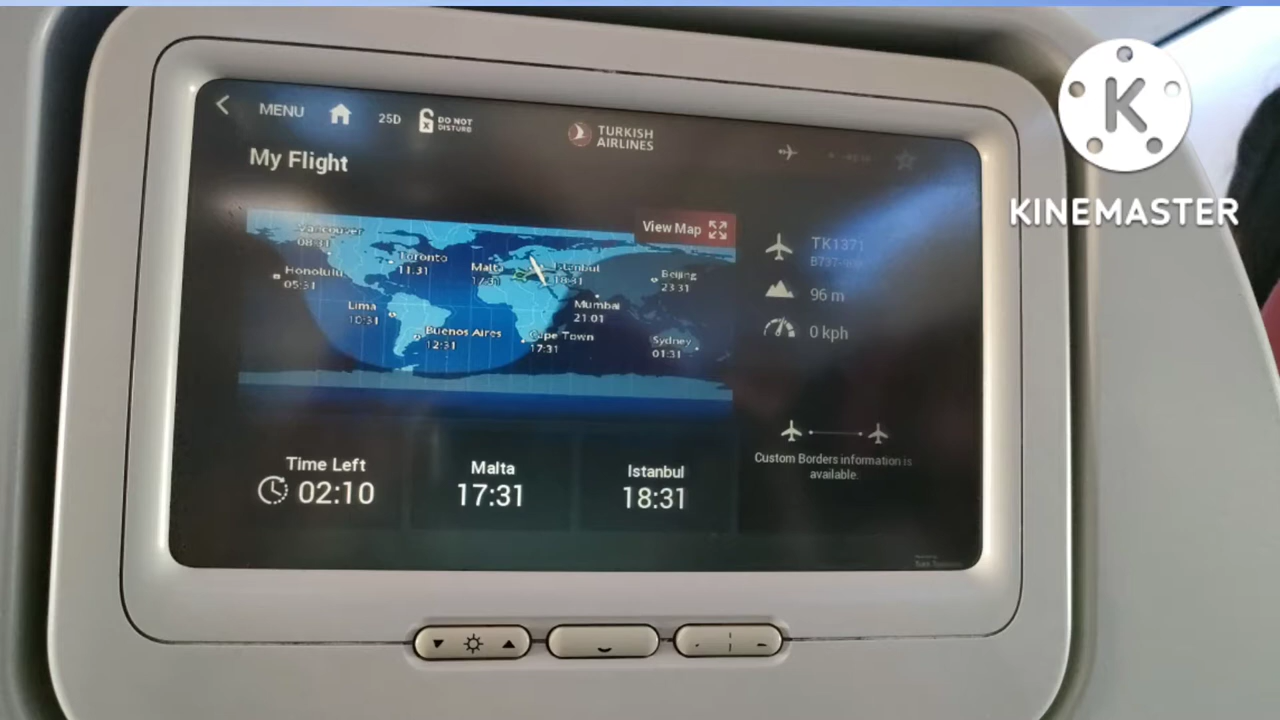 MENU
25D
DO NOT
DISTURB
TURKISH
AIRLINES
My Flight
K
KINEMASTER
View Map
Vancouver
08:31
Toronto
11:31
Honolulu
05:31
Malta
17:31
Istanbul
18:31
Beijing
23:31
Lima
10:31
Mumbai
21:01
Buenos Aires
12:31
Cape Town
17:31
Sydney
01:31
TK1371
96 m
0 kph
Time Left
02:10
Malta
17:31
Istanbul
18:31
Custom Borders information is
available.